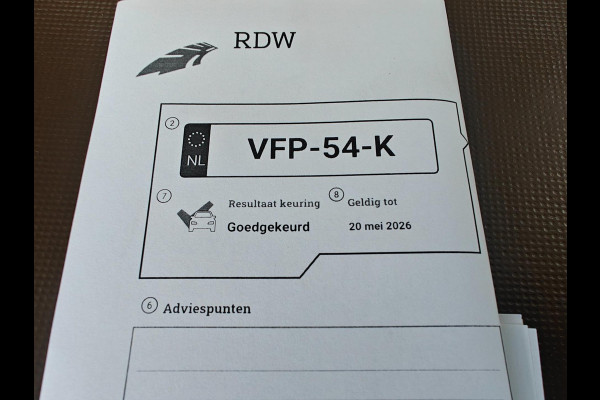 RDW
2
NL VFP-54-K
7 Resultaat keuring 8 Geldig tot
Goedgekeurd 20 mei 2026
6 Adviespunten